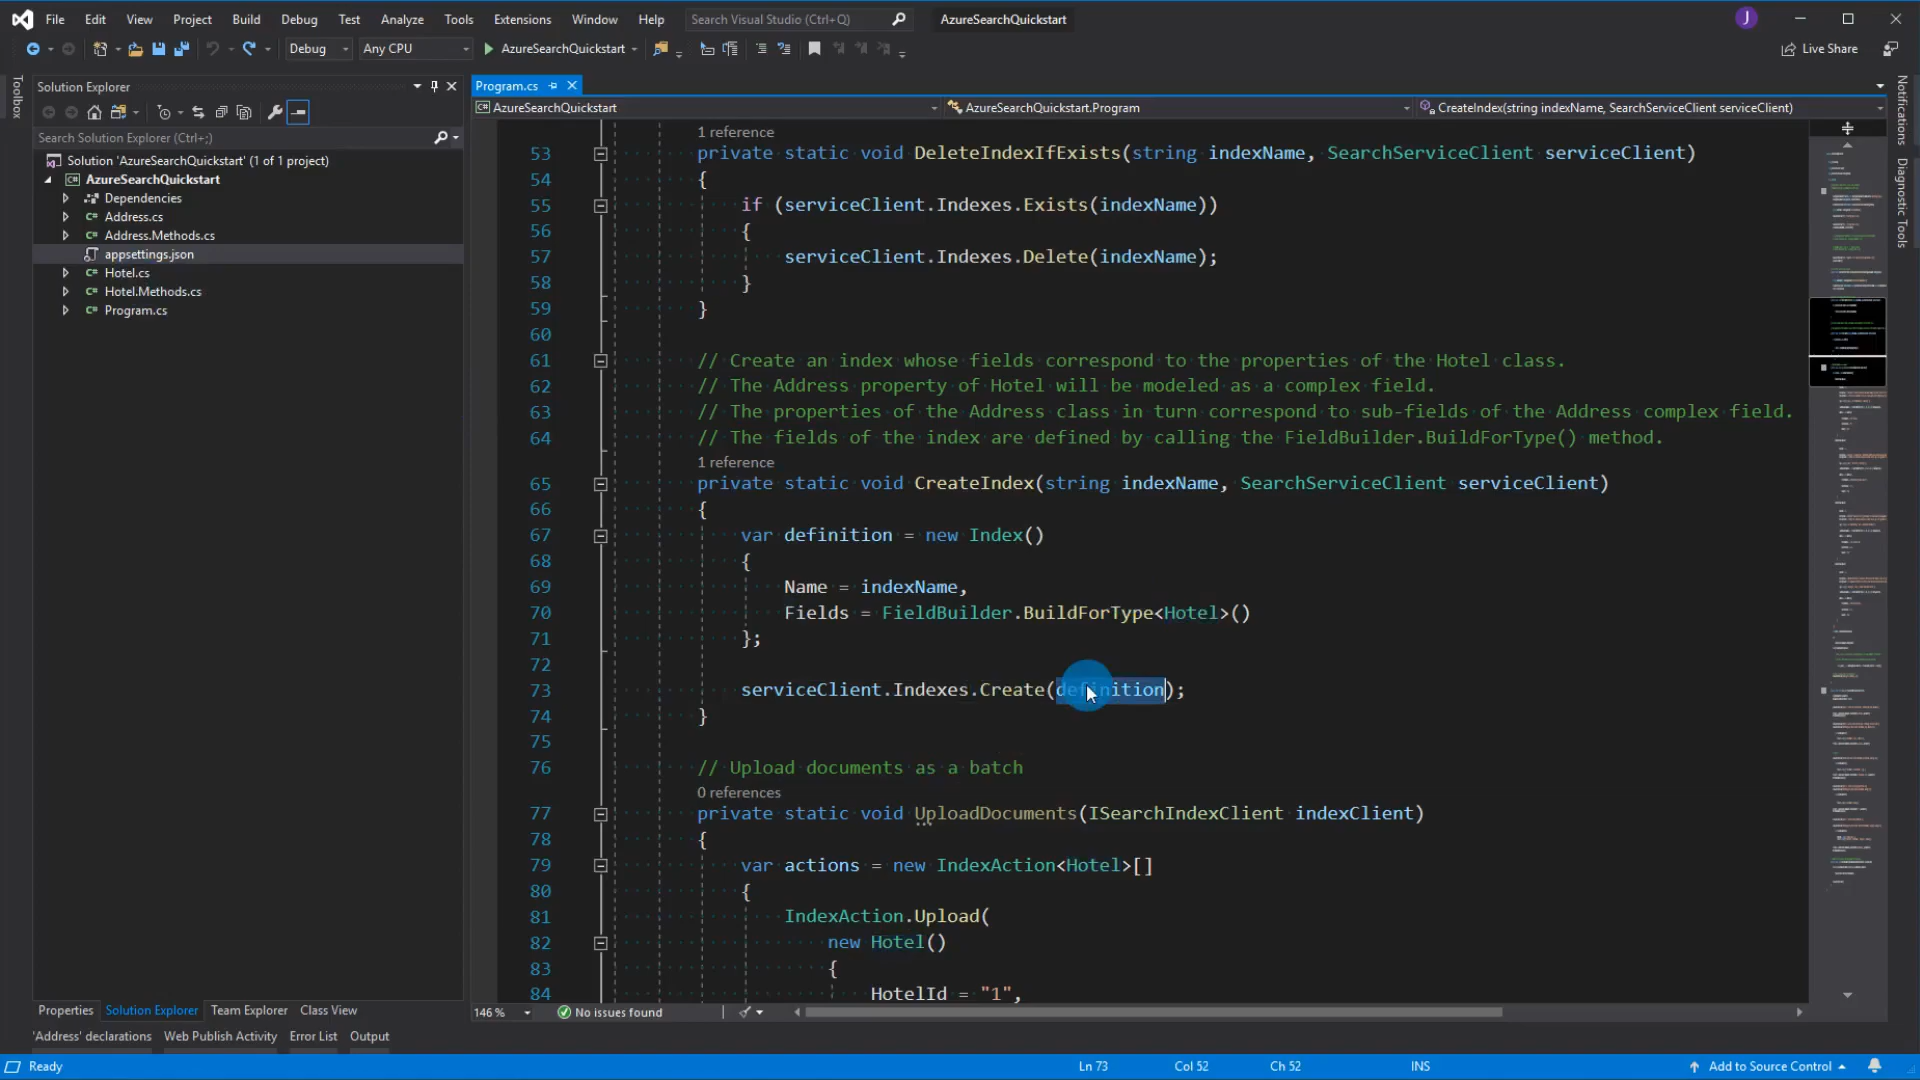 File Edit View Project Build Debug Test Analyze Tools Extensions Window Help Search Visual Studio (Ctrl+Q) AzureSearchQuickstart J
Debug Any CPU AzureSearchQuickstart Live Share
Toolbox
Solution Explorer
Search Solution Explorer (Ctrl+;)
Solution 'AzureSearchQuickstart' (1 of 1 project)
C# AzureSearchQuickstart
Dependencies
C# Address.cs
C# Address.Methods.cs
appsettings.json
C# Hotel.cs
C# Hotel.Methods.cs
C# Program.cs
Program.cs
C# AzureSearchQuickstart AzureSearchQuickstart.Program CreateIndex(string indexName, SearchServiceClient serviceClient)
1 reference
53 private static void DeleteIndexIfExists(string indexName, SearchServiceClient serviceClient)
54 {
55 if (serviceClient.Indexes.Exists(indexName))
56 {
57 serviceClient.Indexes.Delete(indexName);
58 }
59 }
60
61 // Create an index whose fields correspond to the properties of the Hotel class.
62 // The Address property of Hotel will be modeled as a complex field.
63 // The properties of the Address class in turn correspond to sub-fields of the Address complex field.
64 // The fields of the index are defined by calling the FieldBuilder.BuildForType() method.
1 reference
65 private static void CreateIndex(string indexName, SearchServiceClient serviceClient)
66 {
67 var definition = new Index()
68 {
69 Name = indexName,
70 Fields = FieldBuilder.BuildForType<Hotel>()
71 };
72
73 serviceClient.Indexes.Create(definition);
74 }
75
76 // Upload documents as a batch
0 references
77 private static void UploadDocuments(ISearchIndexClient indexClient)
78 {
79 var actions = new IndexAction<Hotel>[]
80 {
81 IndexAction.Upload(
82 new Hotel()
83 {
84 HotelId = "1",
Notifications
Diagnostic Tools
Properties Solution Explorer Team Explorer Class View
146 % No issues found
'Address' declarations Web Publish Activity Error List Output
Ready Ln 73 Col 52 Ch 52 INS Add to Source Control